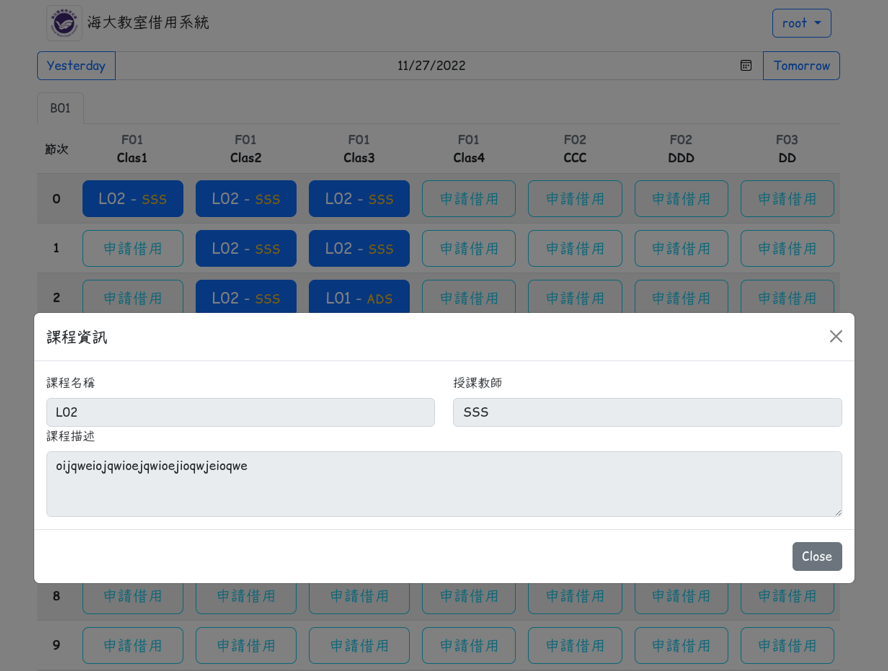 海大教室借用系統
root
Yesterday
11/27/2022
Tomorrow
B01
節次 F01 Clas1 F01 Clas2 F01 Clas3 F01 Clas4 F02 CCC F02 DDD F03 DD
0 L02 - SSS L02 - SSS L02 - SSS 申請借用 申請借用 申請借用 申請借用
1 申請借用 L02 - SSS L02 - SSS 申請借用 申請借用 申請借用 申請借用
2 申請借用 L02 - SSS L01 - ADS 申請借用 申請借用 申請借用 申請借用
課程資訊
課程名稱 授課教師
L02 SSS
課程描述
oijqweiojqwioejqwioejioqwjeioqwe
Close
8 申請借用 申請借用 申請借用 申請借用 申請借用 申請借用 申請借用
9 申請借用 申請借用 申請借用 申請借用 申請借用 申請借用 申請借用